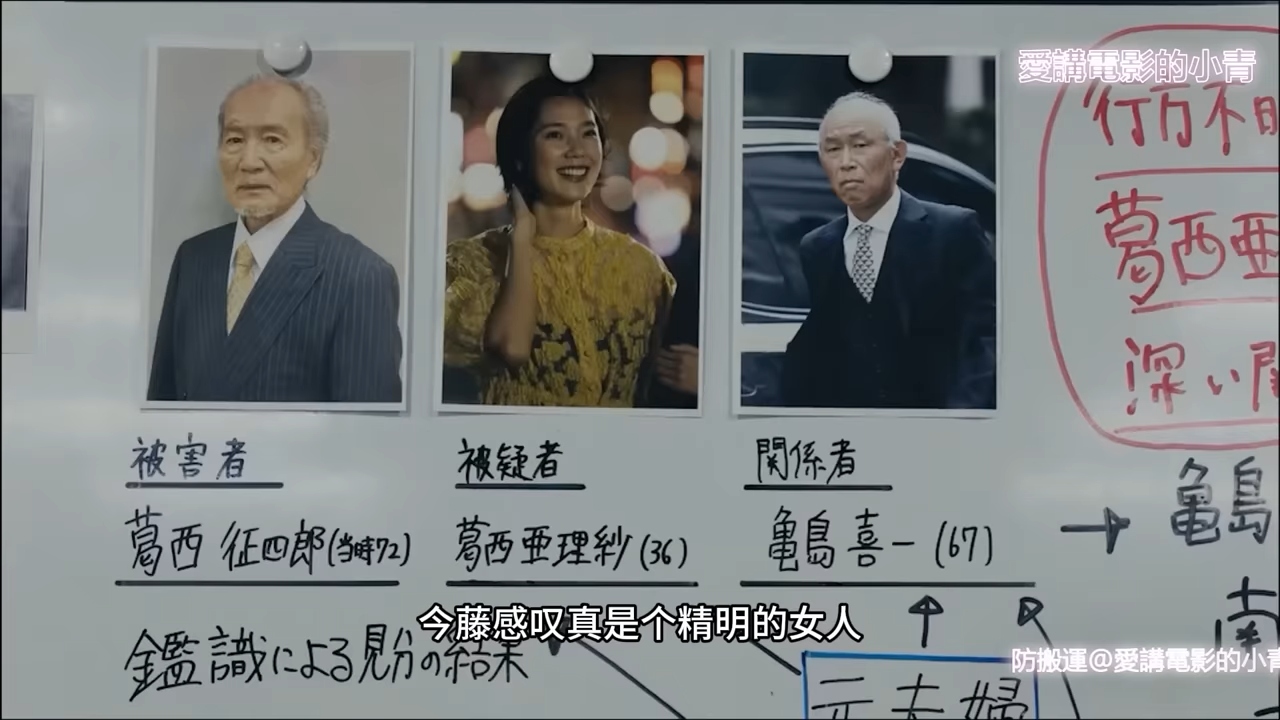 愛講電影的小青
行方不明
葛西亜
深い関
被害者
被疑者
関係者
葛西 征四郎(当時72)
葛西亜理紗(36)
亀島喜一(67)
→亀島
今藤感叹真是个精明的女人
鑑識による見分の結果
元夫婦
防搬運@愛講電影的小青